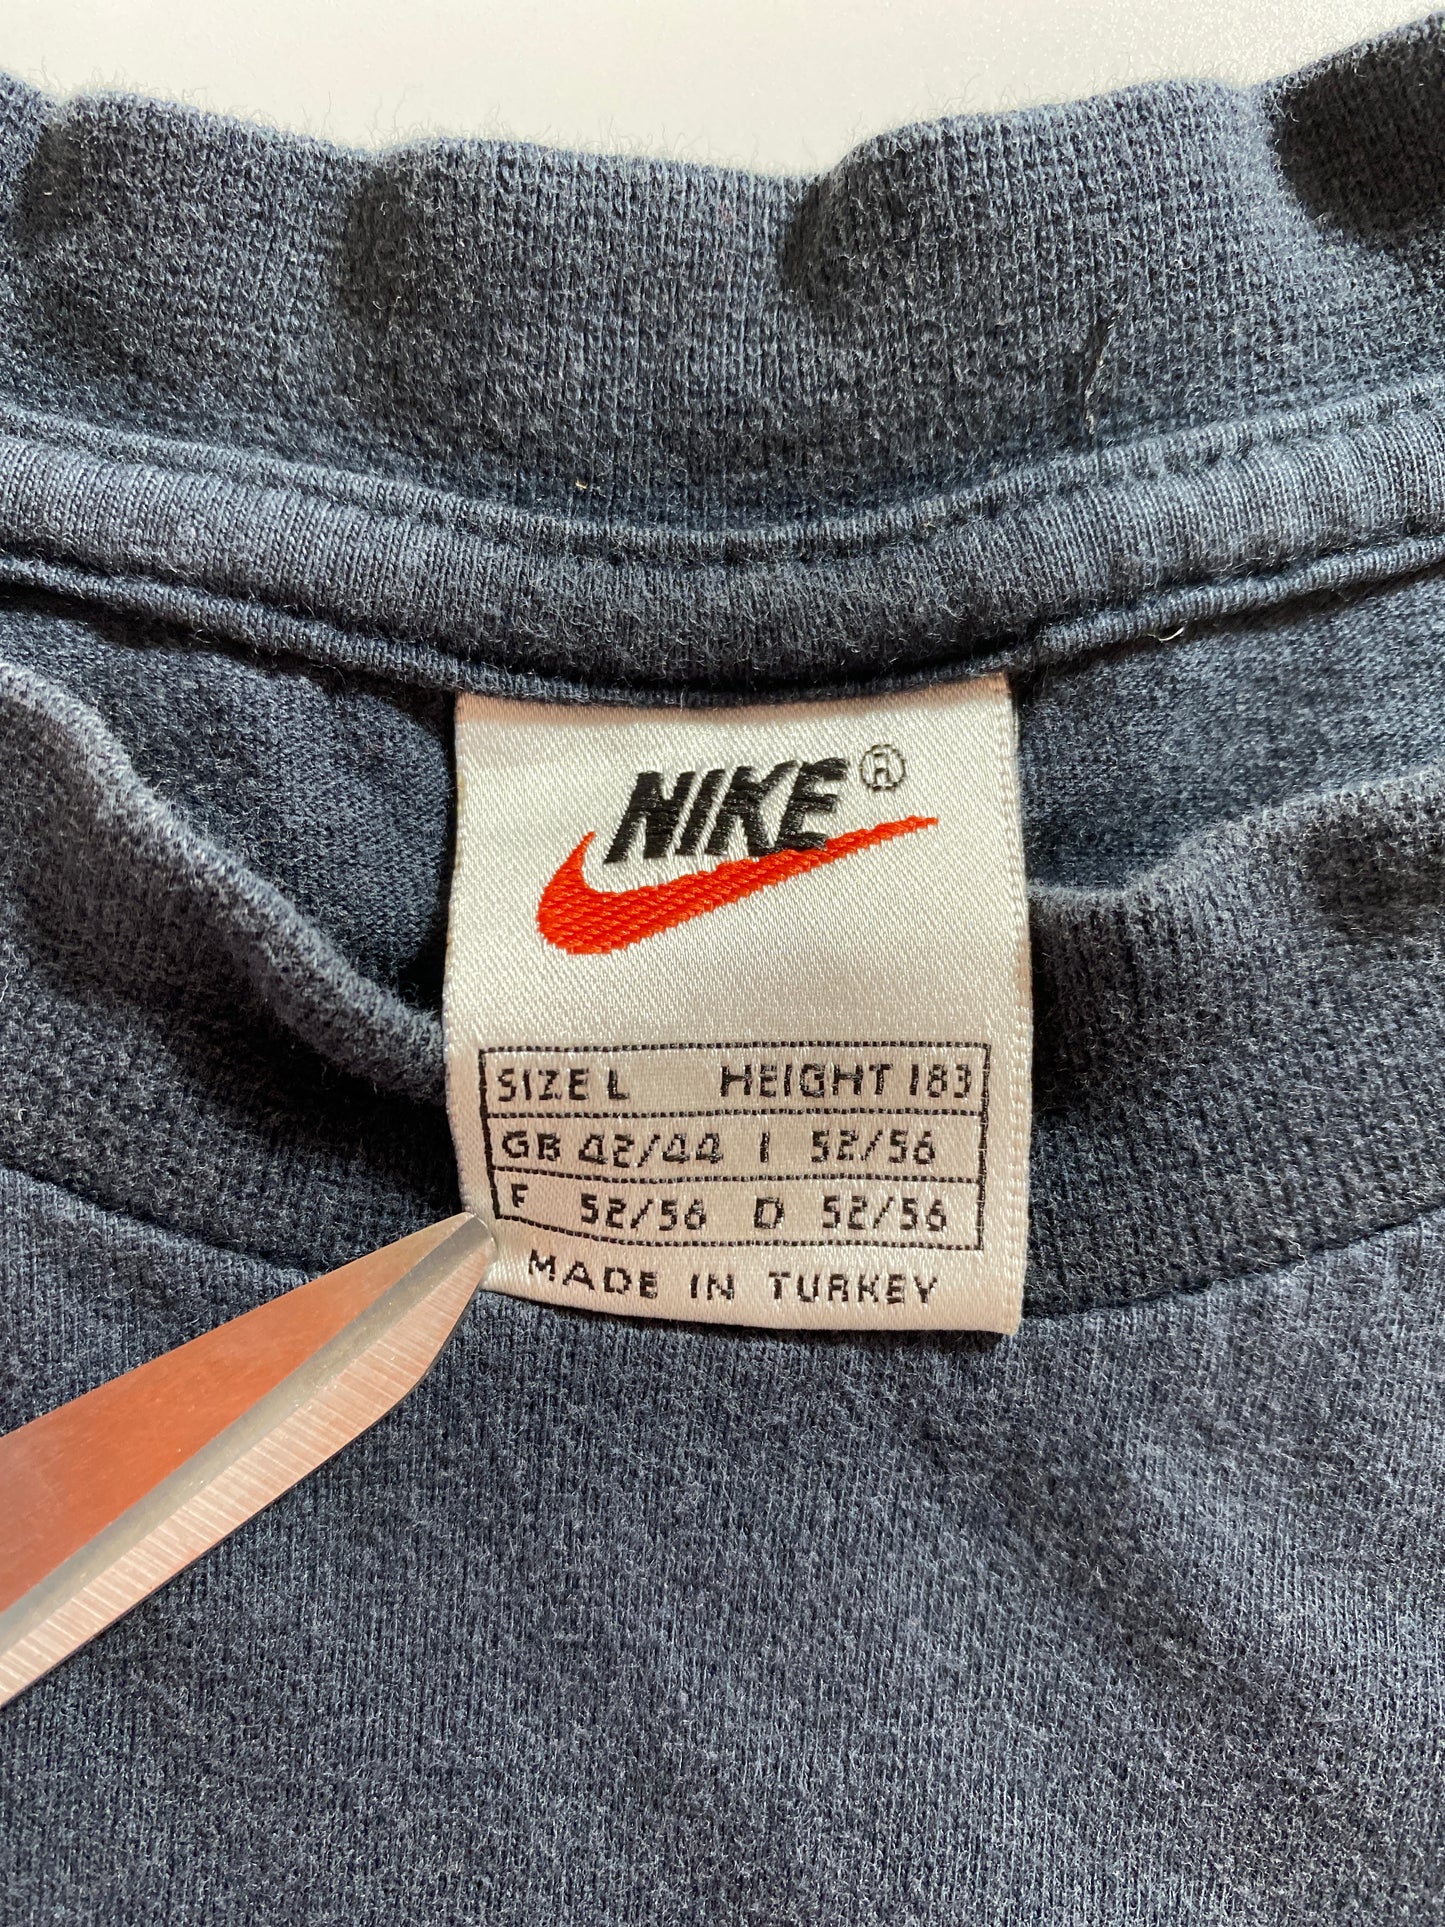 NIKE®
SIZE L HEIGHT 183
GB 42/44 I 52/56
F 52/56 D 52/56
MADE IN TURKEY